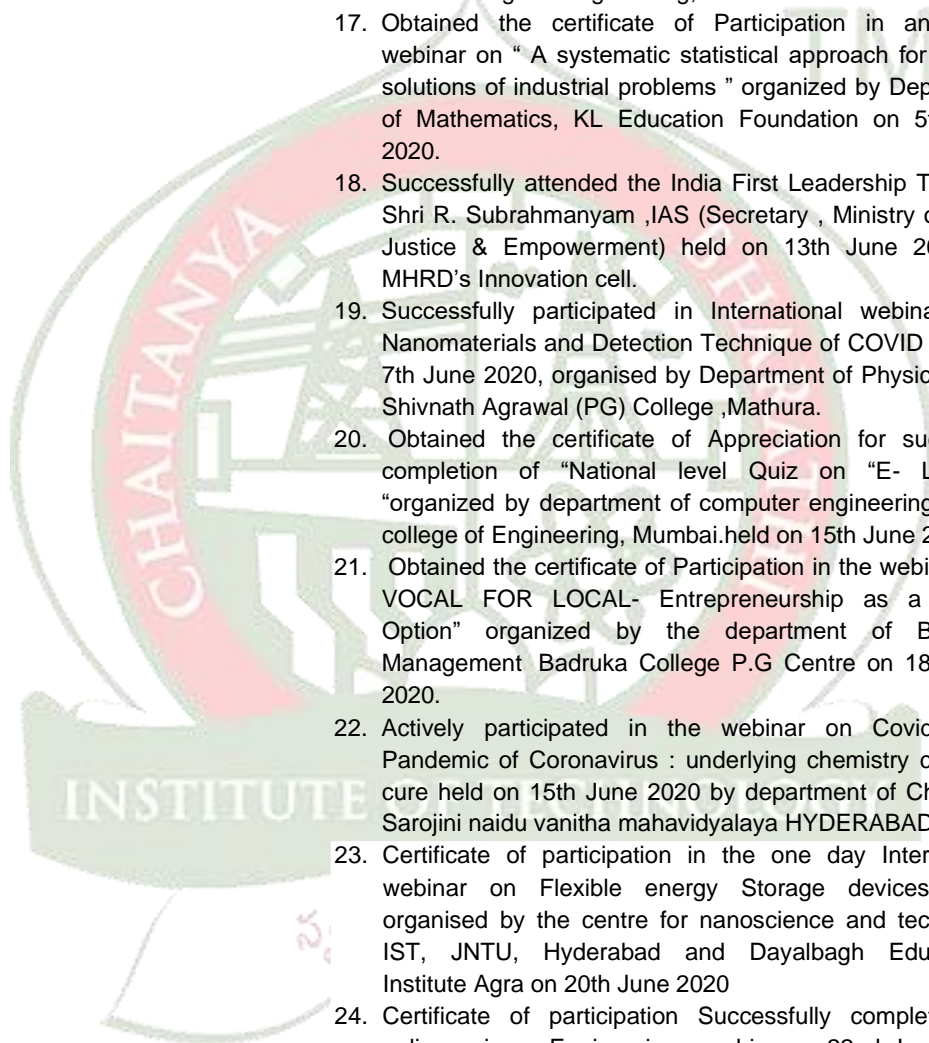 17. Obtained the certificate of Participation in an
webinar on “ A systematic statistical approach for
solutions of industrial problems ” organized by Dep
of Mathematics, KL Education Foundation on 5
2020.
18. Successfully attended the India First Leadership T
Shri R. Subrahmanyam ,IAS (Secretary , Ministry
Justice & Empowerment) held on 13th June 2
MHRD’s Innovation cell.
19. Successfully participated in International webin
Nanomaterials and Detection Technique of COVID
7th June 2020, organised by Department of Physic
Shivnath Agrawal (PG) College ,Mathura.
20. Obtained the certificate of Appreciation for su
completion of “National level Quiz on “E- L
“organized by department of computer engineering
college of Engineering, Mumbai.held on 15th June 2
21. Obtained the certificate of Participation in the webi
VOCAL FOR LOCAL- Entrepreneurship as a
Option” organized by the department of B
Management Badruka College P.G Centre on 18
2020.
22. Actively participated in the webinar on Covid
Pandemic of Coronavirus : underlying chemistry
cure held on 15th June 2020 by department of Ch
Sarojini naidu vanitha mahavidyalaya HYDERABAD
23. Certificate of participation in the one day Inter
webinar on Flexible energy Storage devices
organised by the centre for nanoscience and tec
IST, JNTU, Hyderabad and Dayalbagh Edu
Institute Agra on 20th June 2020
24. Certificate of participation Successfully comple
CHAITANYA BHARATHI
INSTITUTE OF TECHNOLOGY
TM